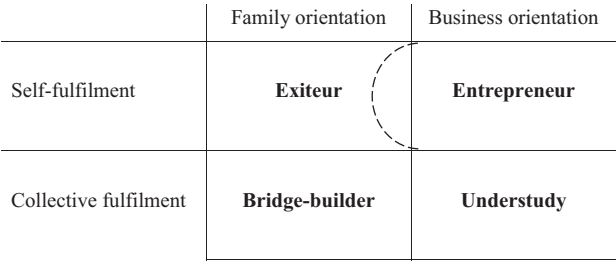 Family orientation Business orientation
Self-fulfilment Exiteur Entrepreneur
Collective fulfilment Bridge-builder Understudy